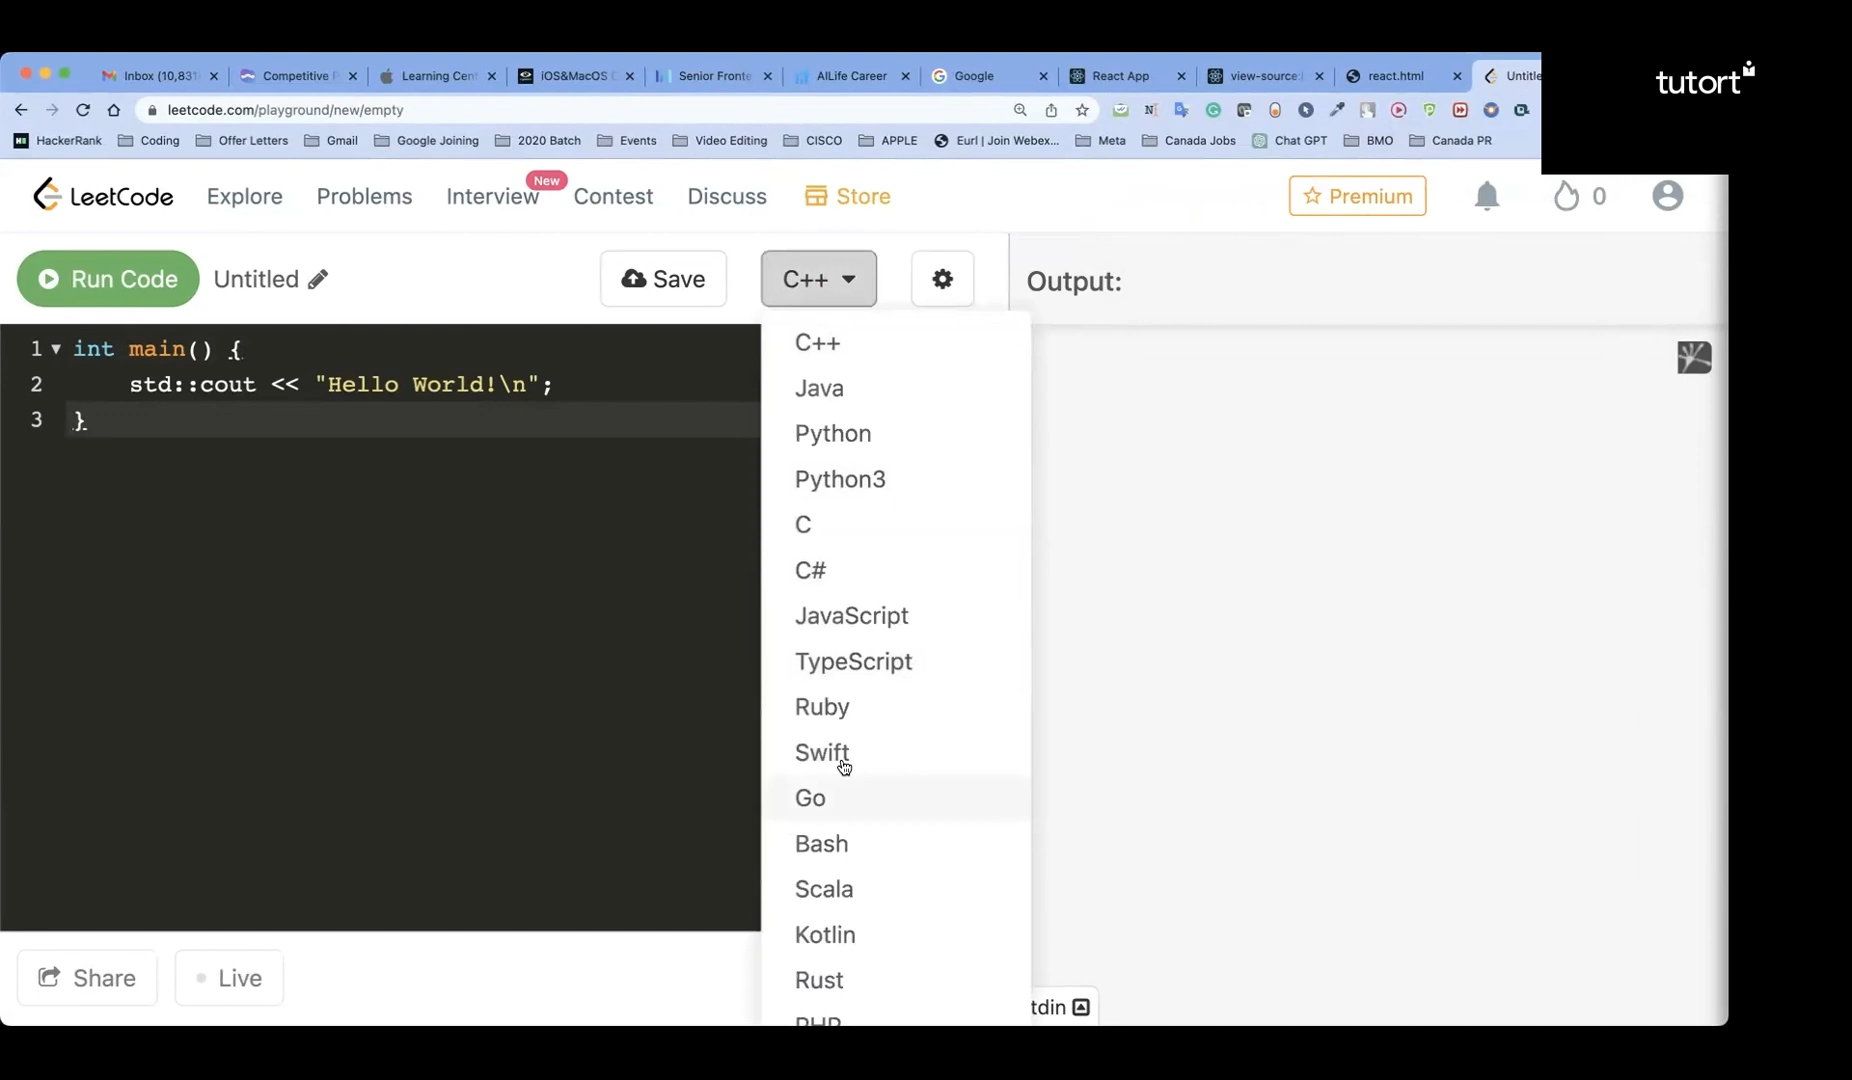 tutort
Inbox (10,831
Competitive P
Learning Cent
iOS&MacOS D
Senior Fronte
AILife Career
Google
React App
view-source:
react.html
Untitle
leetcode.com/playground/new/empty
HackerRank
Coding
Offer Letters
Gmail
Google Joining
2020 Batch
Events
Video Editing
CISCO
APPLE
Eurl | Join Webex...
Meta
Canada Jobs
Chat GPT
BMO
Canada PR
LeetCode
Explore
Problems
Interview
New
Contest
Discuss
Store
Premium
0
Run Code
Untitled
Save
C++
Output:
1 int main() {
2 std::cout << "Hello World!\n";
3 }
C++
Java
Python
Python3
C
C#
JavaScript
TypeScript
Ruby
Swift
Go
Bash
Scala
Kotlin
Rust
PHP
Share
Live
tdin